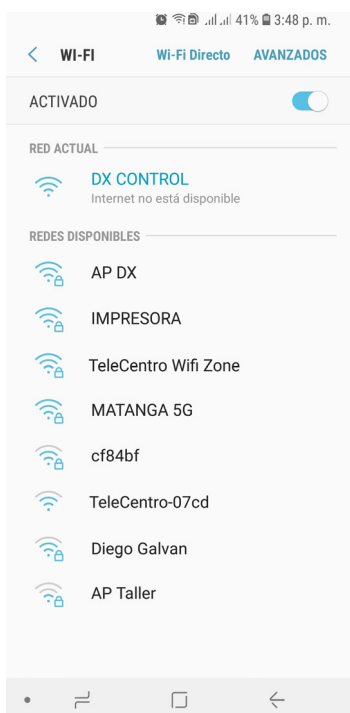 41% 3:48 p. m.
WI-FI Wi-Fi Directo AVANZADOS
ACTIVADO
RED ACTUAL
DX CONTROL
Internet no está disponible
REDES DISPONIBLES
AP DX
IMPRESORA
TeleCentro Wifi Zone
MATANGA 5G
cf84bf
TeleCentro-07cd
Diego Galvan
AP Taller